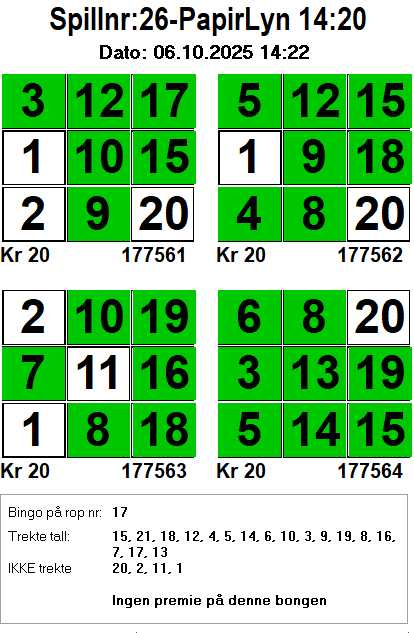 Spillnr:26-PapirLyn 14:20
Dato: 06.10.2025 14:22
3 12 17 5 12 15
1 10 15 1 9 18
2 9 20 4 8 20
Kr 20 177561 Kr 20 177562
2 10 19 6 8 20
7 11 16 3 13 19
1 8 18 5 14 15
Kr 20 177563 Kr 20 177564
Bingo på rop nr: 17
Trekte tall: 15, 21, 18, 12, 4, 5, 14, 6, 10, 3, 9, 19, 8, 16,
7, 17, 13
IKKE trekte 20, 2, 11, 1
Ingen premie på denne bongen